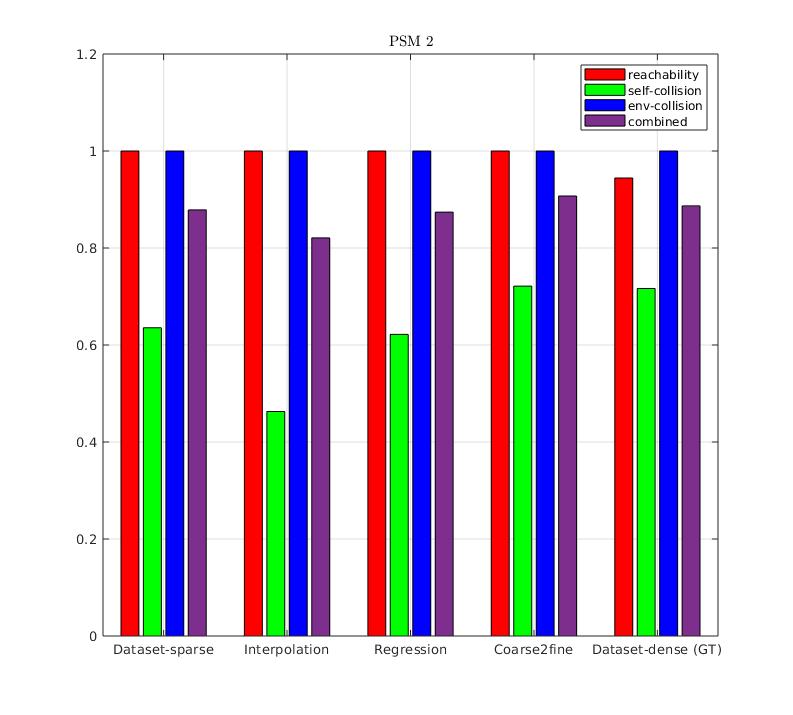 PSM 2
1.2
1
0.8
0.6
0.4
0.2
0
reachability
self-collision
env-collision
combined
Dataset-sparse Interpolation Regression Coarse2fine Dataset-dense (GT)